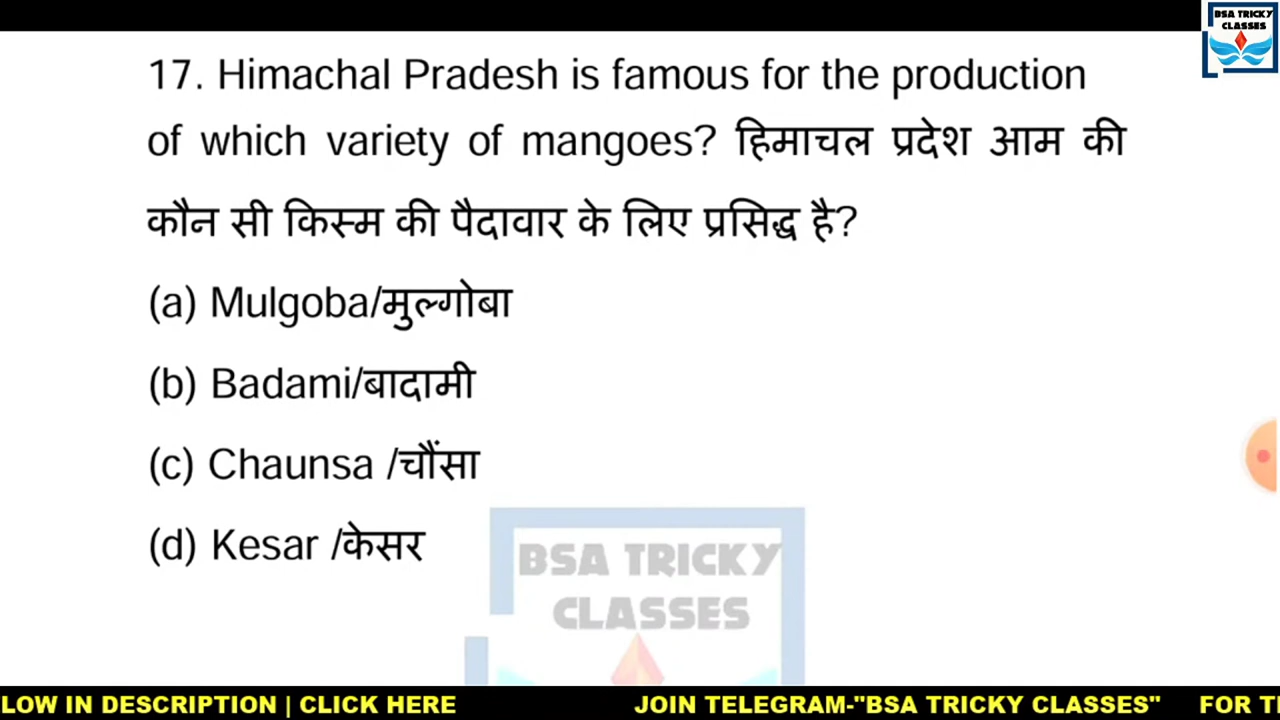 BSA TRICKY
CLASSES
17. Himachal Pradesh is famous for the production
of which variety of mangoes? हिमाचल प्रदेश आम की
कौन सी किस्म की पैदावार के लिए प्रसिद्ध है?
(a) Mulgoba/मुल्गोबा
(b) Badami/बादामी
(c) Chaunsa /चौंसा
(d) Kesar /केसर
BSA TRICKY
CLASSES
LOW IN DESCRIPTION | CLICK HERE JOIN TELEGRAM-"BSA TRICKY CLASSES" FOR